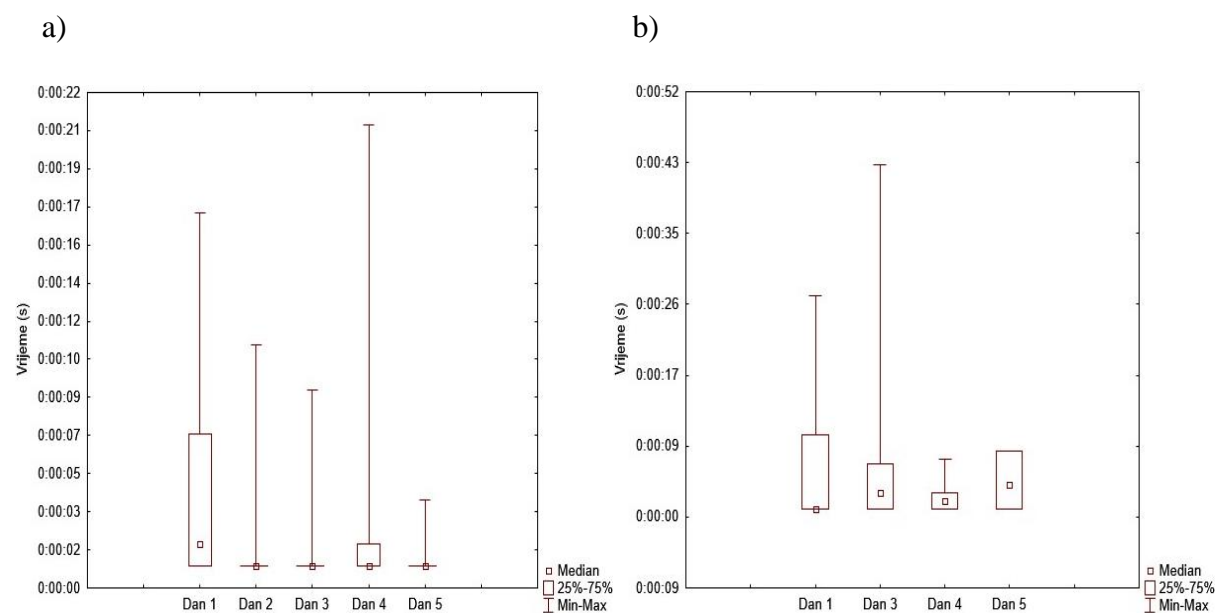 a)
0:00:22
0:00:21
0:00:19
0:00:17
0:00:16
0:00:14
0:00:12
0:00:10
0:00:09
0:00:07
0:00:05
0:00:03
0:00:02
0:00:00
Vrijeme (s)
Dan 1 Dan 2 Dan 3 Dan 4 Dan 5
Median
25%-75%
Min-Max
b)
0:00:52
0:00:43
0:00:35
0:00:26
0:00:17
0:00:09
0:00:00
0:00:09
Vrijeme (s)
Dan 1 Dan 3 Dan 4 Dan 5
Median
25%-75%
Min-Max